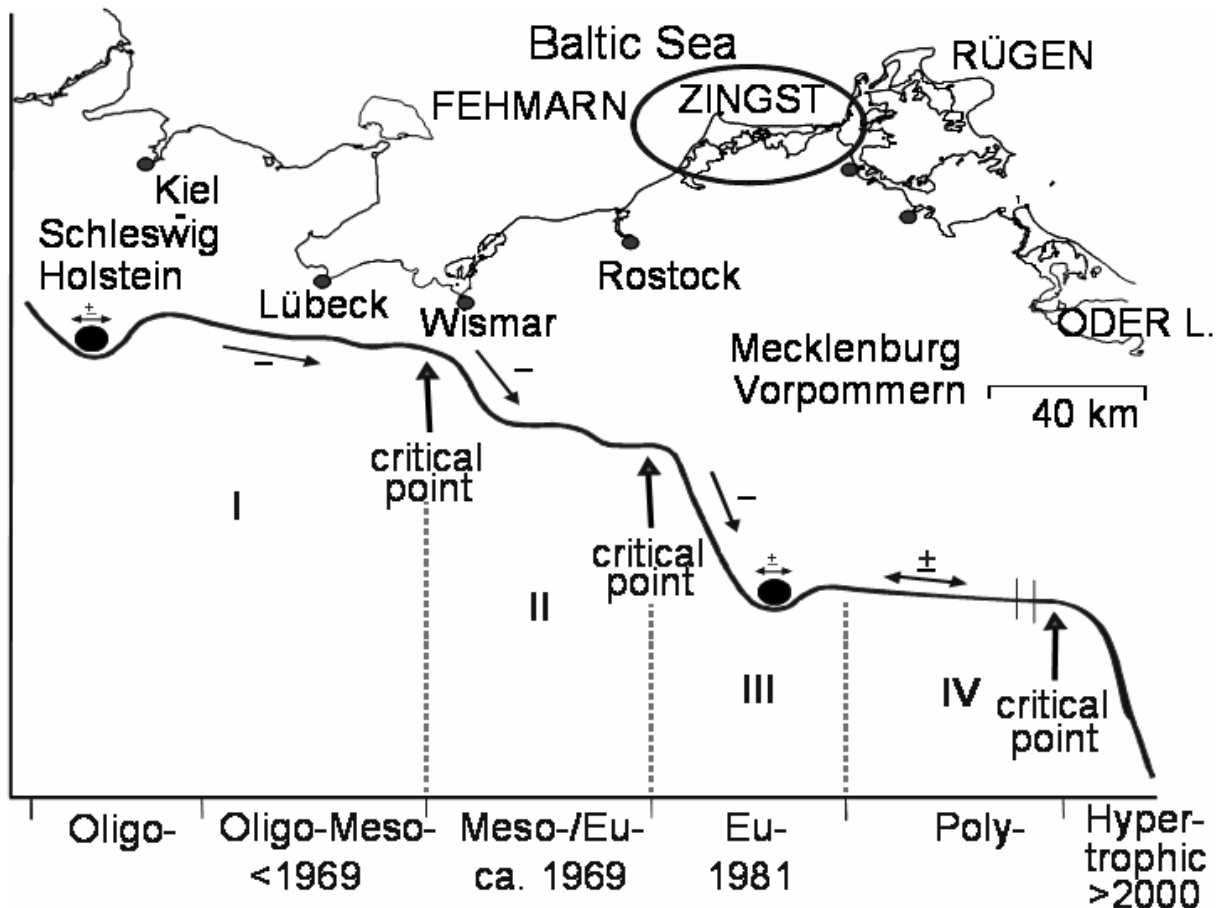 Baltic Sea
RÜGEN
FEHMARN
ZINGST
Kiel
Schleswig
Holstein
Lübeck
Wismar
Rostock
ODER L.
Mecklenburg
Vorpommern
40 km
±
−
−
critical
point
I
critical
point
II
−
±
III
±
IV
critical
point
Oligo-
Oligo-Meso-
<1969
Meso-/Eu-
ca. 1969
Eu-
1981
Poly-
Hyper-
trophic
>2000